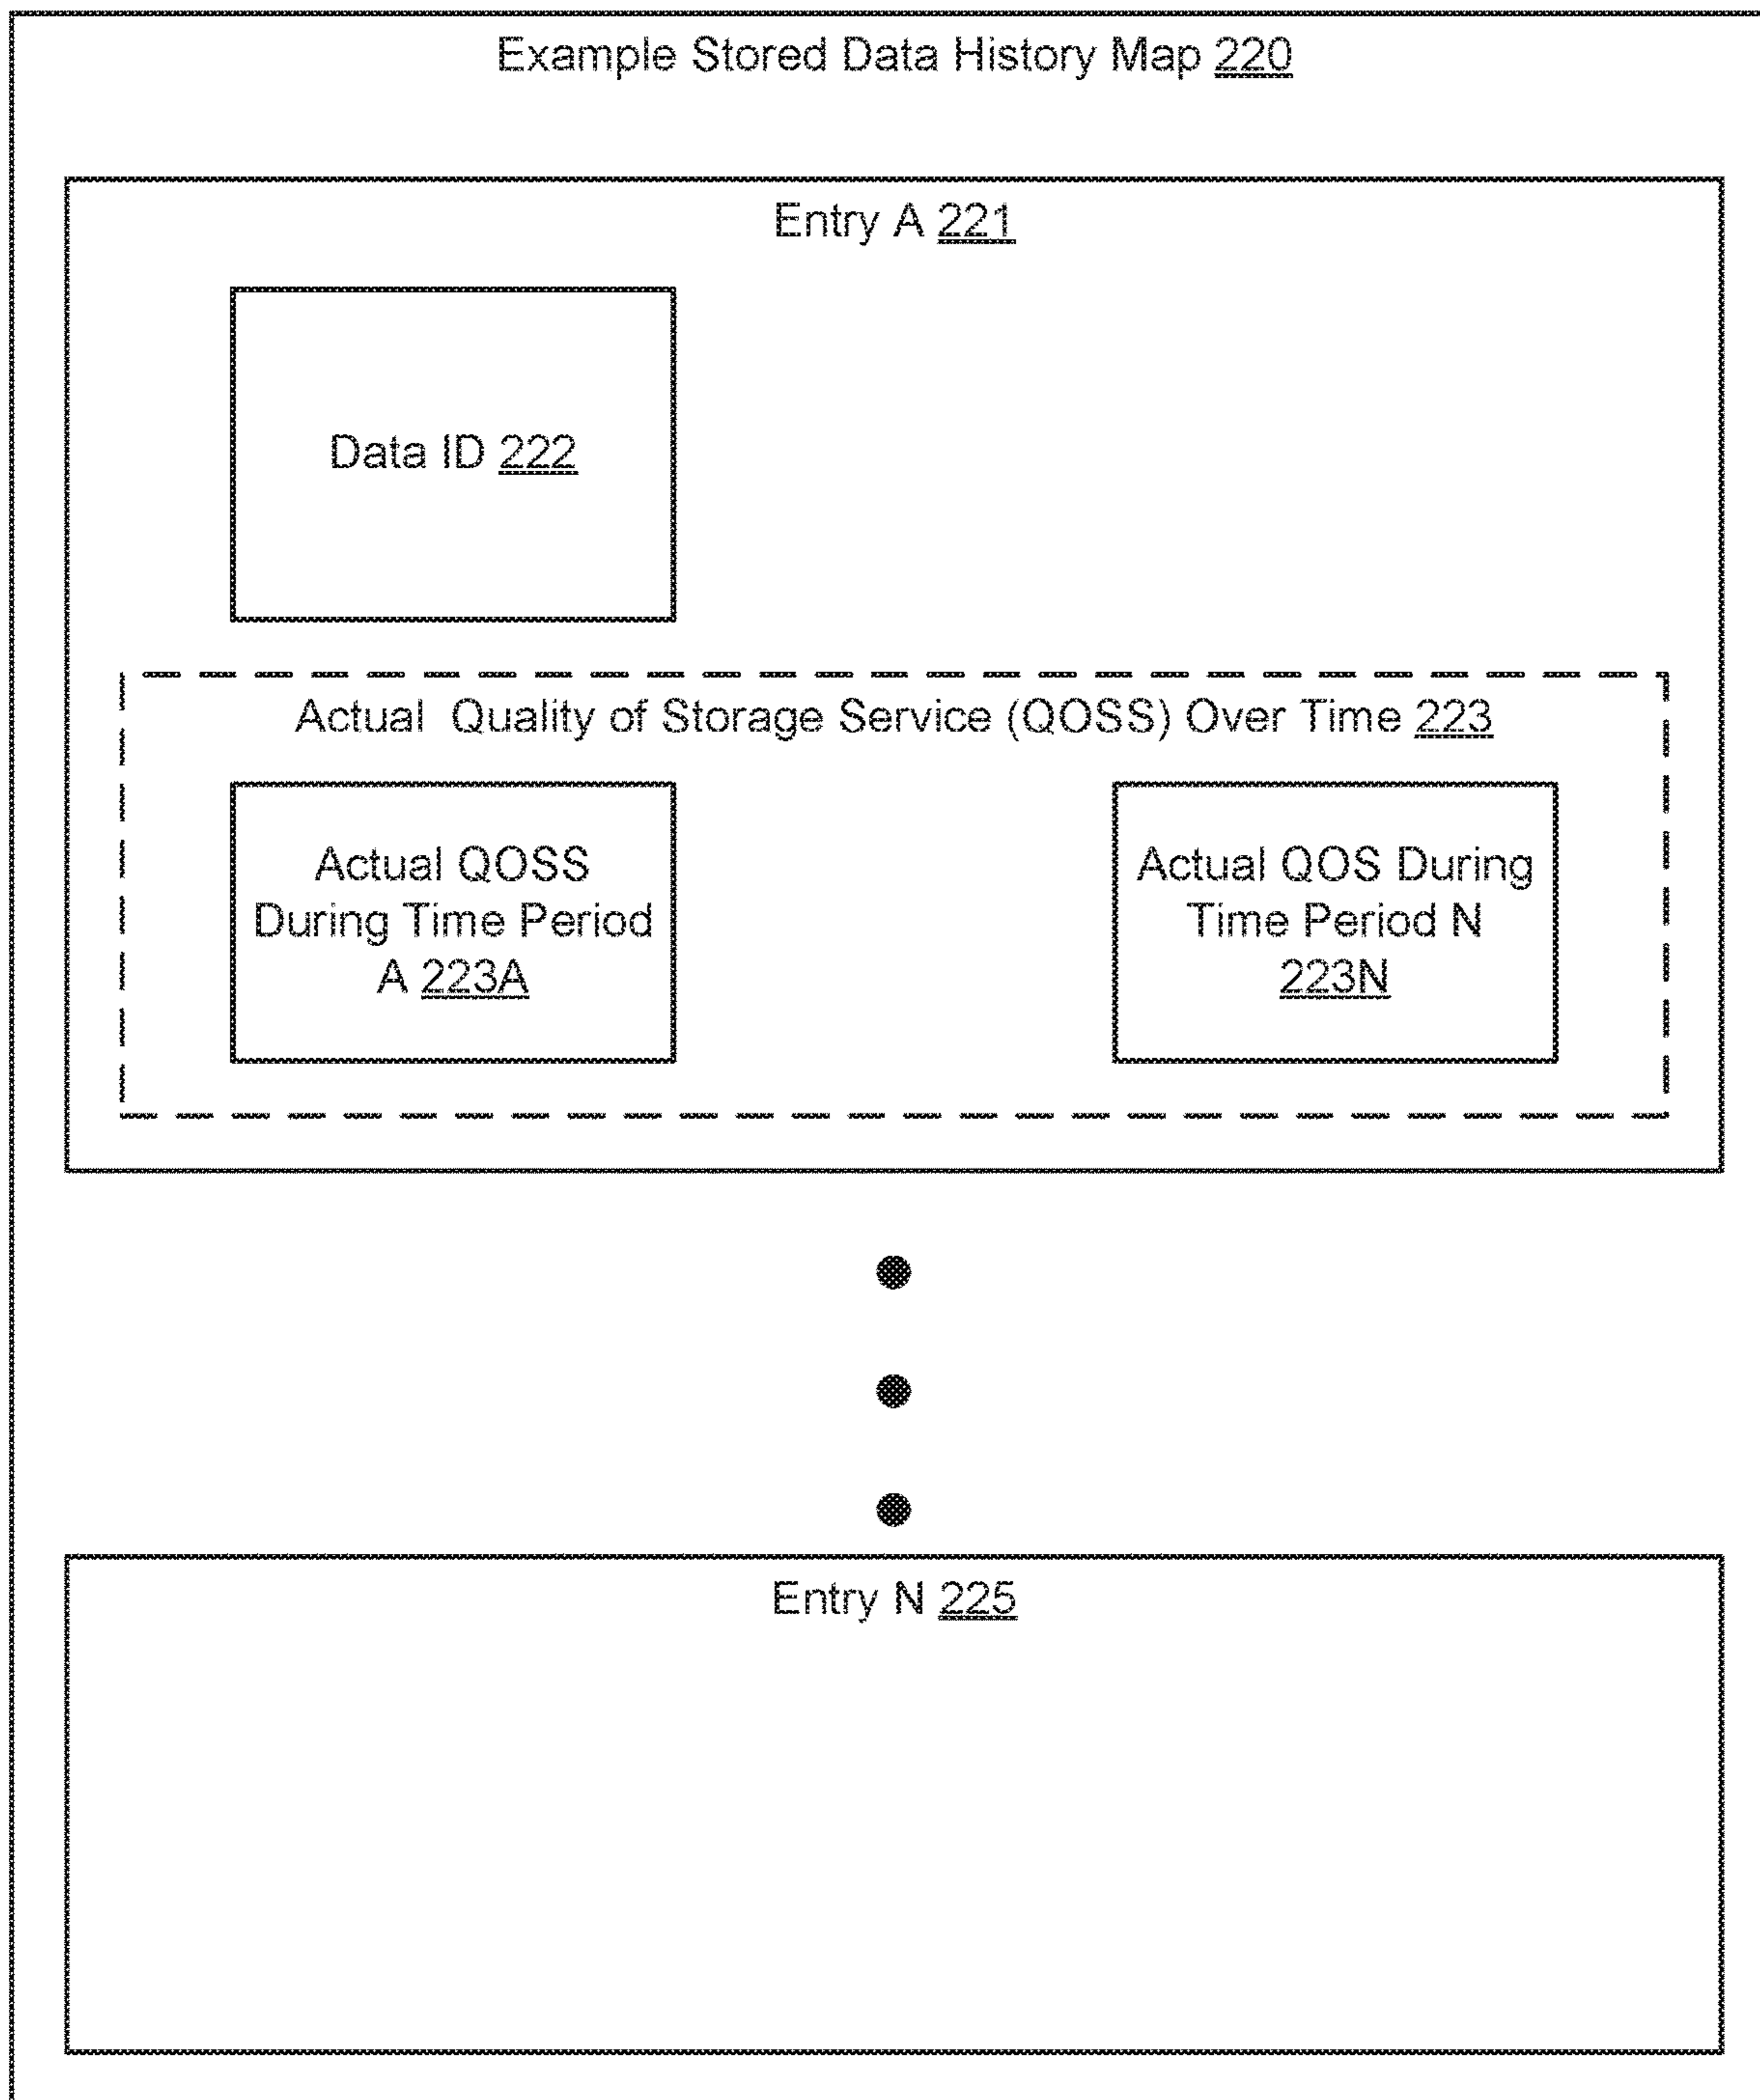 Example Stored Data History Map 220
Entry A 221
Data ID 222
Actual Quality of Storage Service (QOSS) Over Time 223
Actual QOSS
During Time Period
A 223A
Actual QOS During
Time Period N
223N
Entry N 225